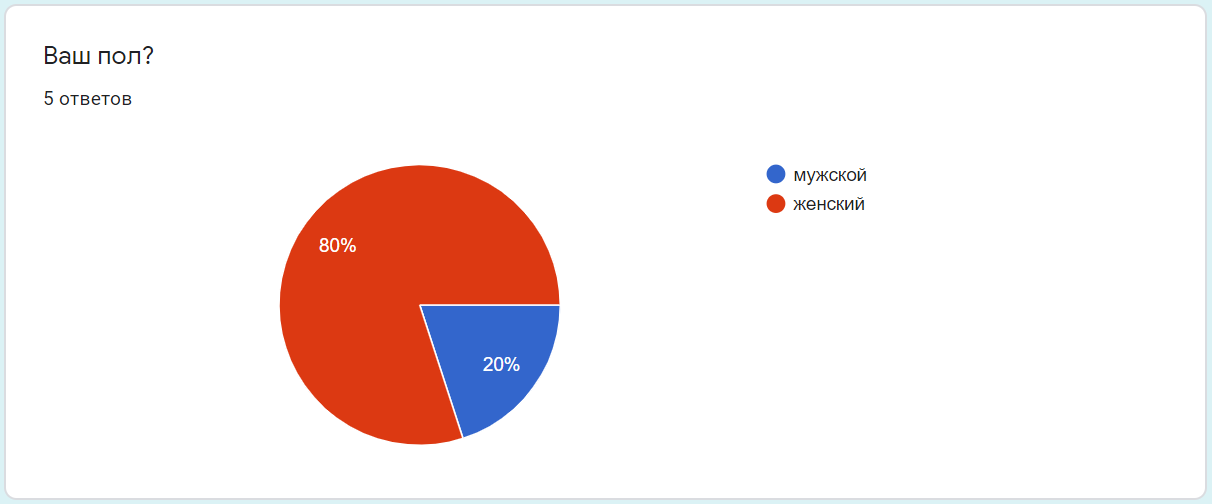 Ваш пол?
5 ответов
мужской
женский
80%
20%